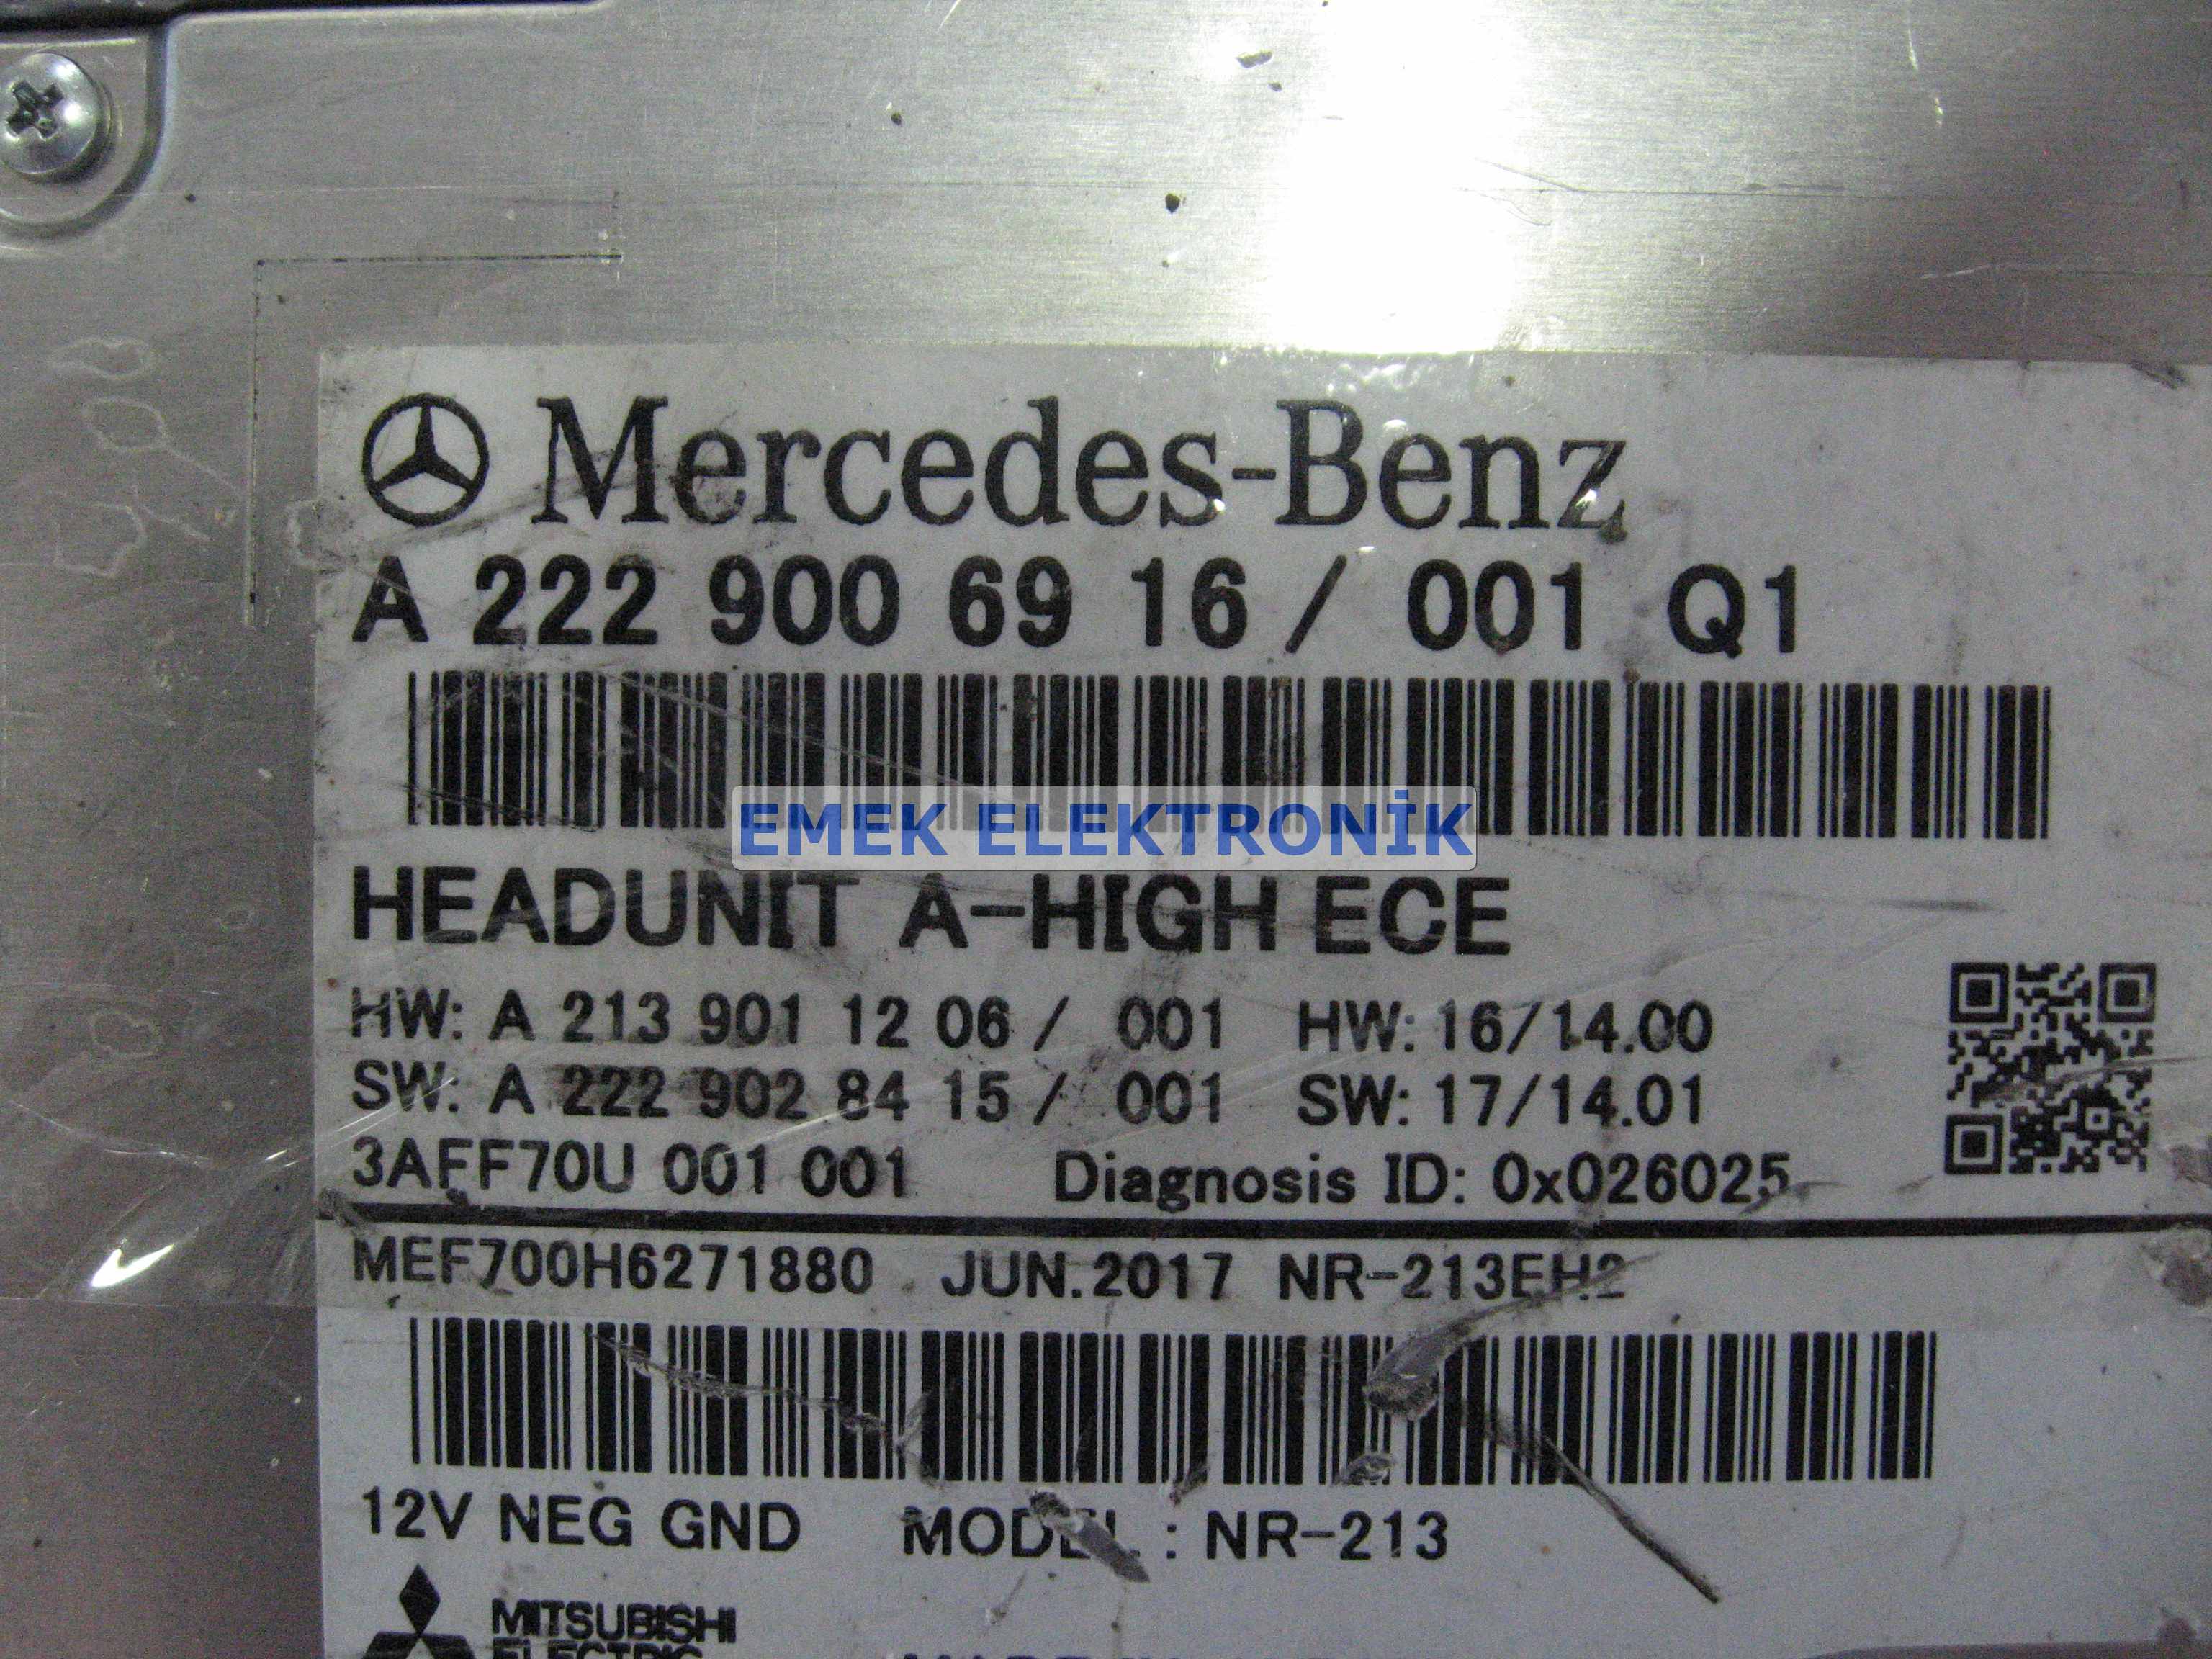 Mercedes-Benz
A 222 900 69 16 / 001 Q1
EMEK ELEKTRONİK
HEADUNIT A-HIGH ECE
HW: A 213 901 12 06 / 001 HW: 16/14.00
SW: A 222 902 84 15 / 001 SW: 17/14.01
3AFF70U 001 001 Diagnosis ID: 0x026025
MEF700H6271880 JUN.2017 NR-213EH2
12V NEG GND MODEL : NR-213
MITSUBISHI
ELECTRIC